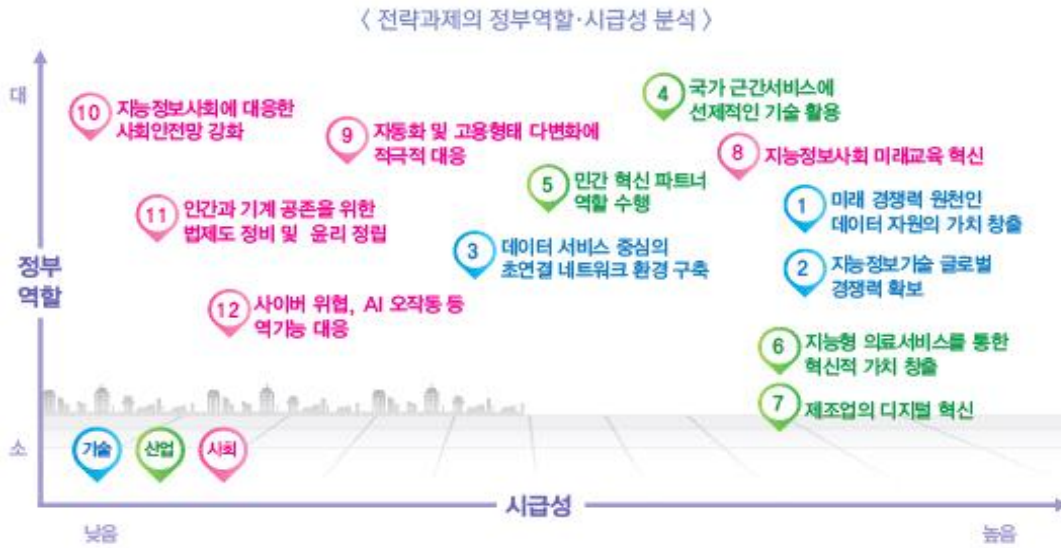 < 전략과제의 정부역할·시급성 분석 >
대
10 지능정보사회에 대응한
사회안전망 강화
9 자동화 및 고용형태 다변화에
적극적 대응
4 국가 근간서비스에
선제적인 기술 활용
8 지능정보사회 미래교육 혁신
5 민간 혁신 파트너
역할 수행
11 인간과 기계 공존을 위한
법제도 정비 및 윤리 정립
1 미래 경쟁력 원천인
데이터 자원의 가치 창출
3 데이터 서비스 중심의
초연결 네트워크 환경 구축
2 지능정보기술 글로벌
경쟁력 확보
정부
역할
12 사이버 위협, AI 오작동 등
역기능 대응
6 지능형 의료서비스를 통한
혁신적 가치 창출
7 제조업의 디지털 혁신
소
기술 산업 사회
시급성
낮음 높음